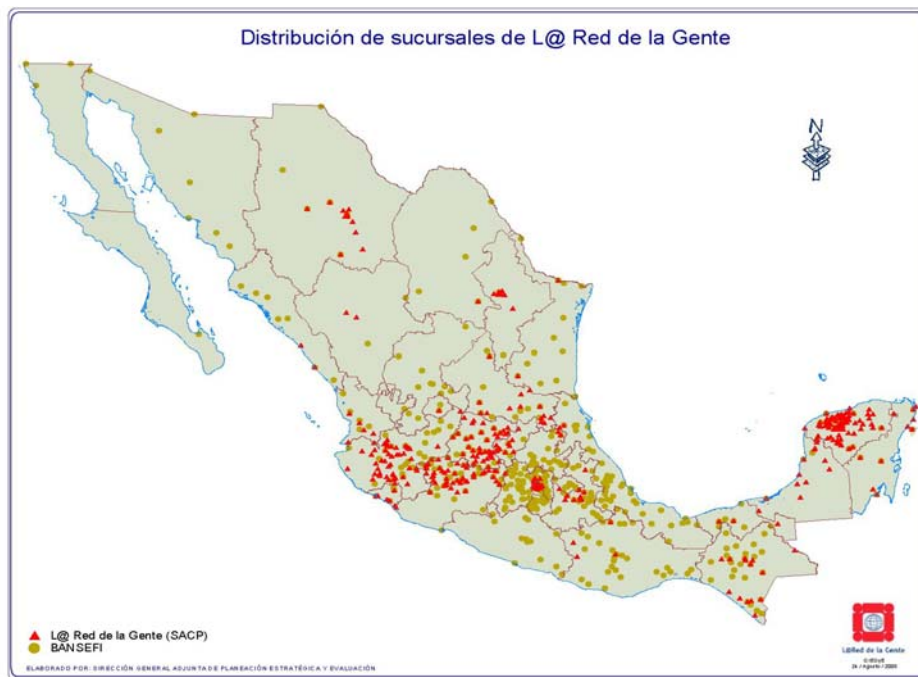 Distribución de sucursales de L@ Red de la Gente
N
L@ Red de la Gente (SACP)
BANSEFI
ELABORADO POR: DIRECCIÓN GENERAL ADJUNTA DE PLANEACIÓN ESTRATÉGICA Y EVALUACIÓN
L@Red de la Gente